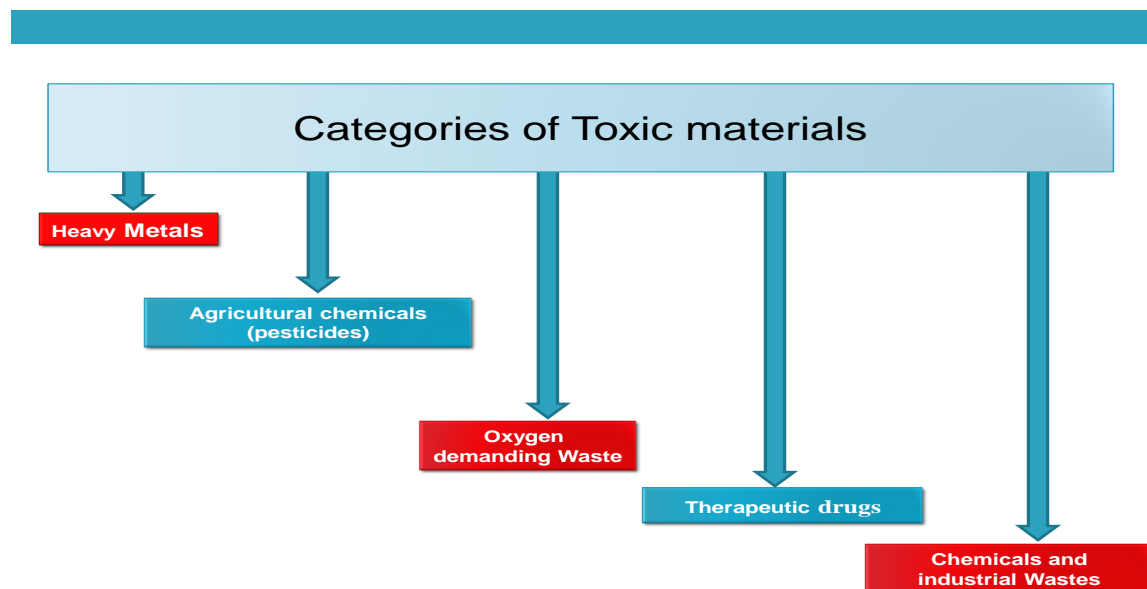 Categories of Toxic materials
Heavy Metals
Agricultural chemicals
(pesticides)
Oxygen
demanding Waste
Therapeutic drugs
Chemicals and
industrial Wastes